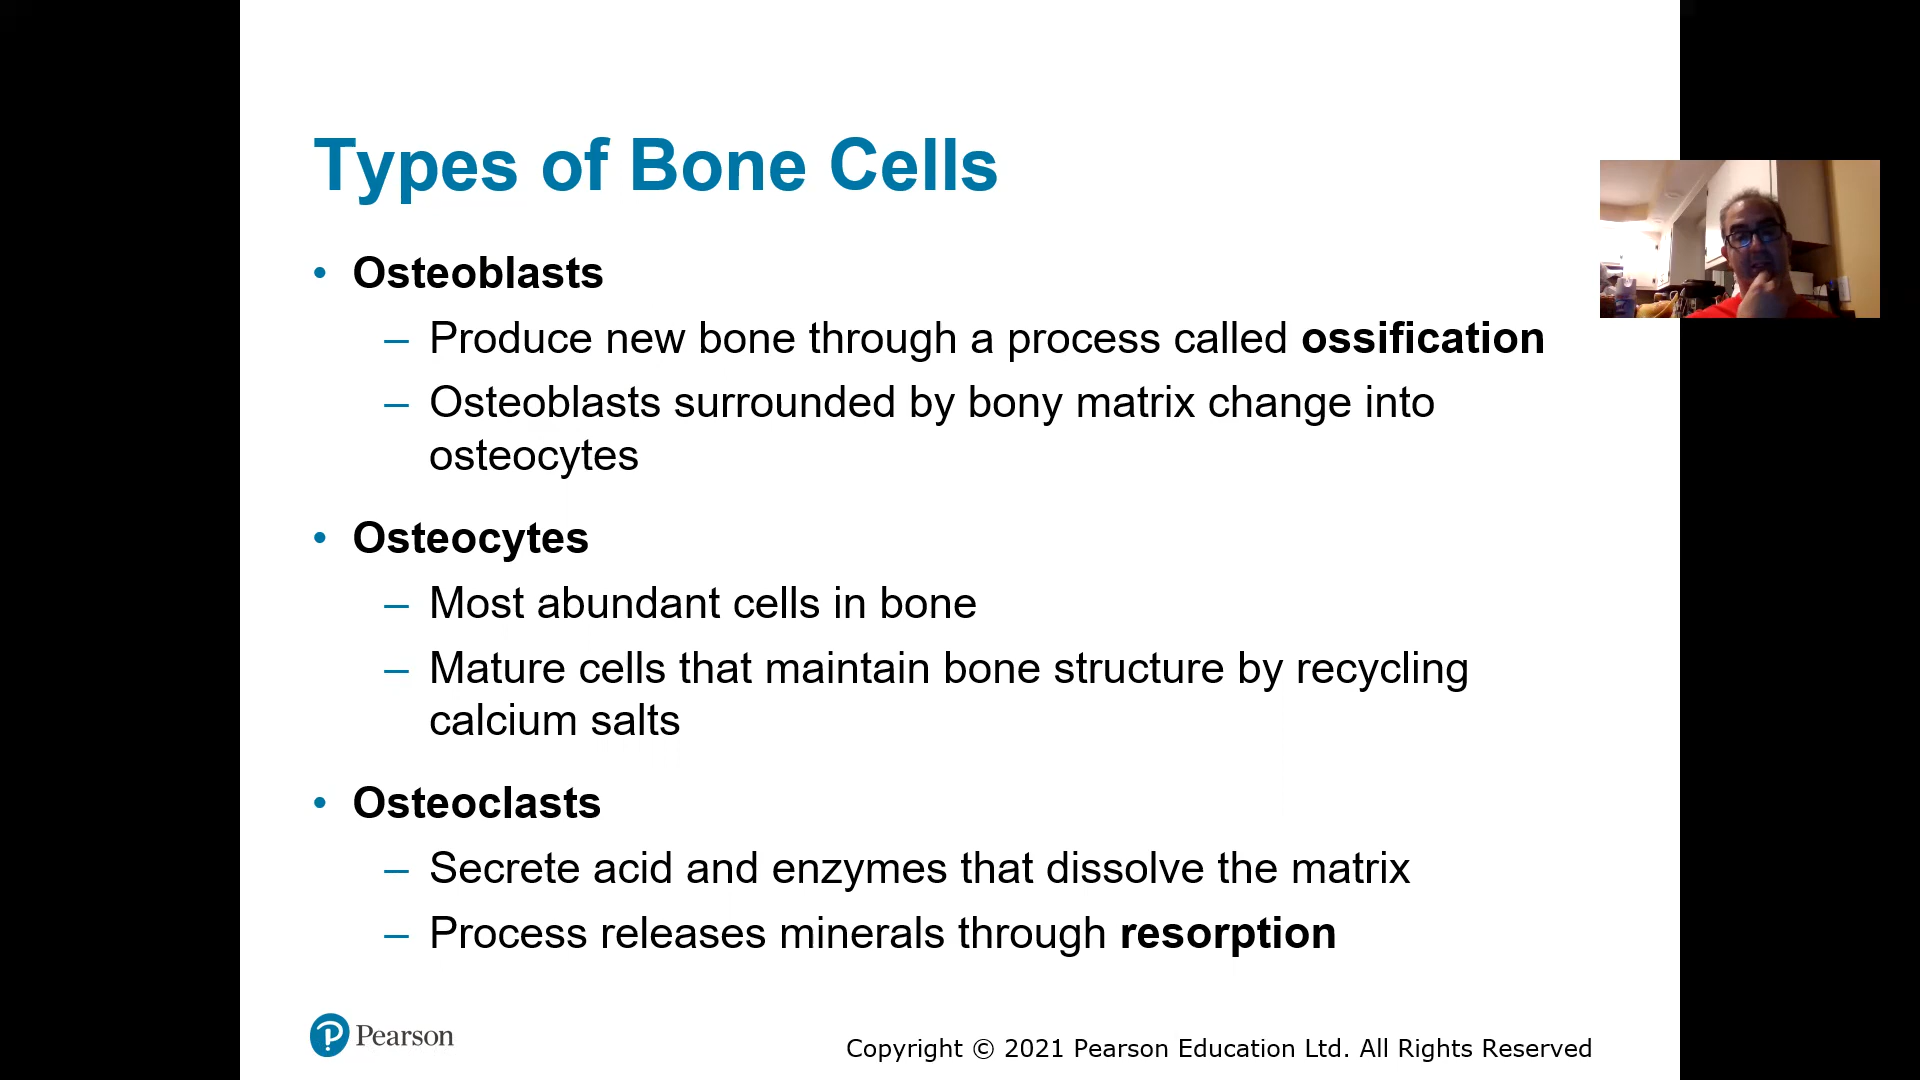 Types of Bone Cells
• Osteoblasts
– Produce new bone through a process called ossification
– Osteoblasts surrounded by bony matrix change into
osteocytes
• Osteocytes
– Most abundant cells in bone
– Mature cells that maintain bone structure by recycling
calcium salts
• Osteoclasts
– Secrete acid and enzymes that dissolve the matrix
– Process releases minerals through resorption
Pearson
Copyright © 2021 Pearson Education Ltd. All Rights Reserved